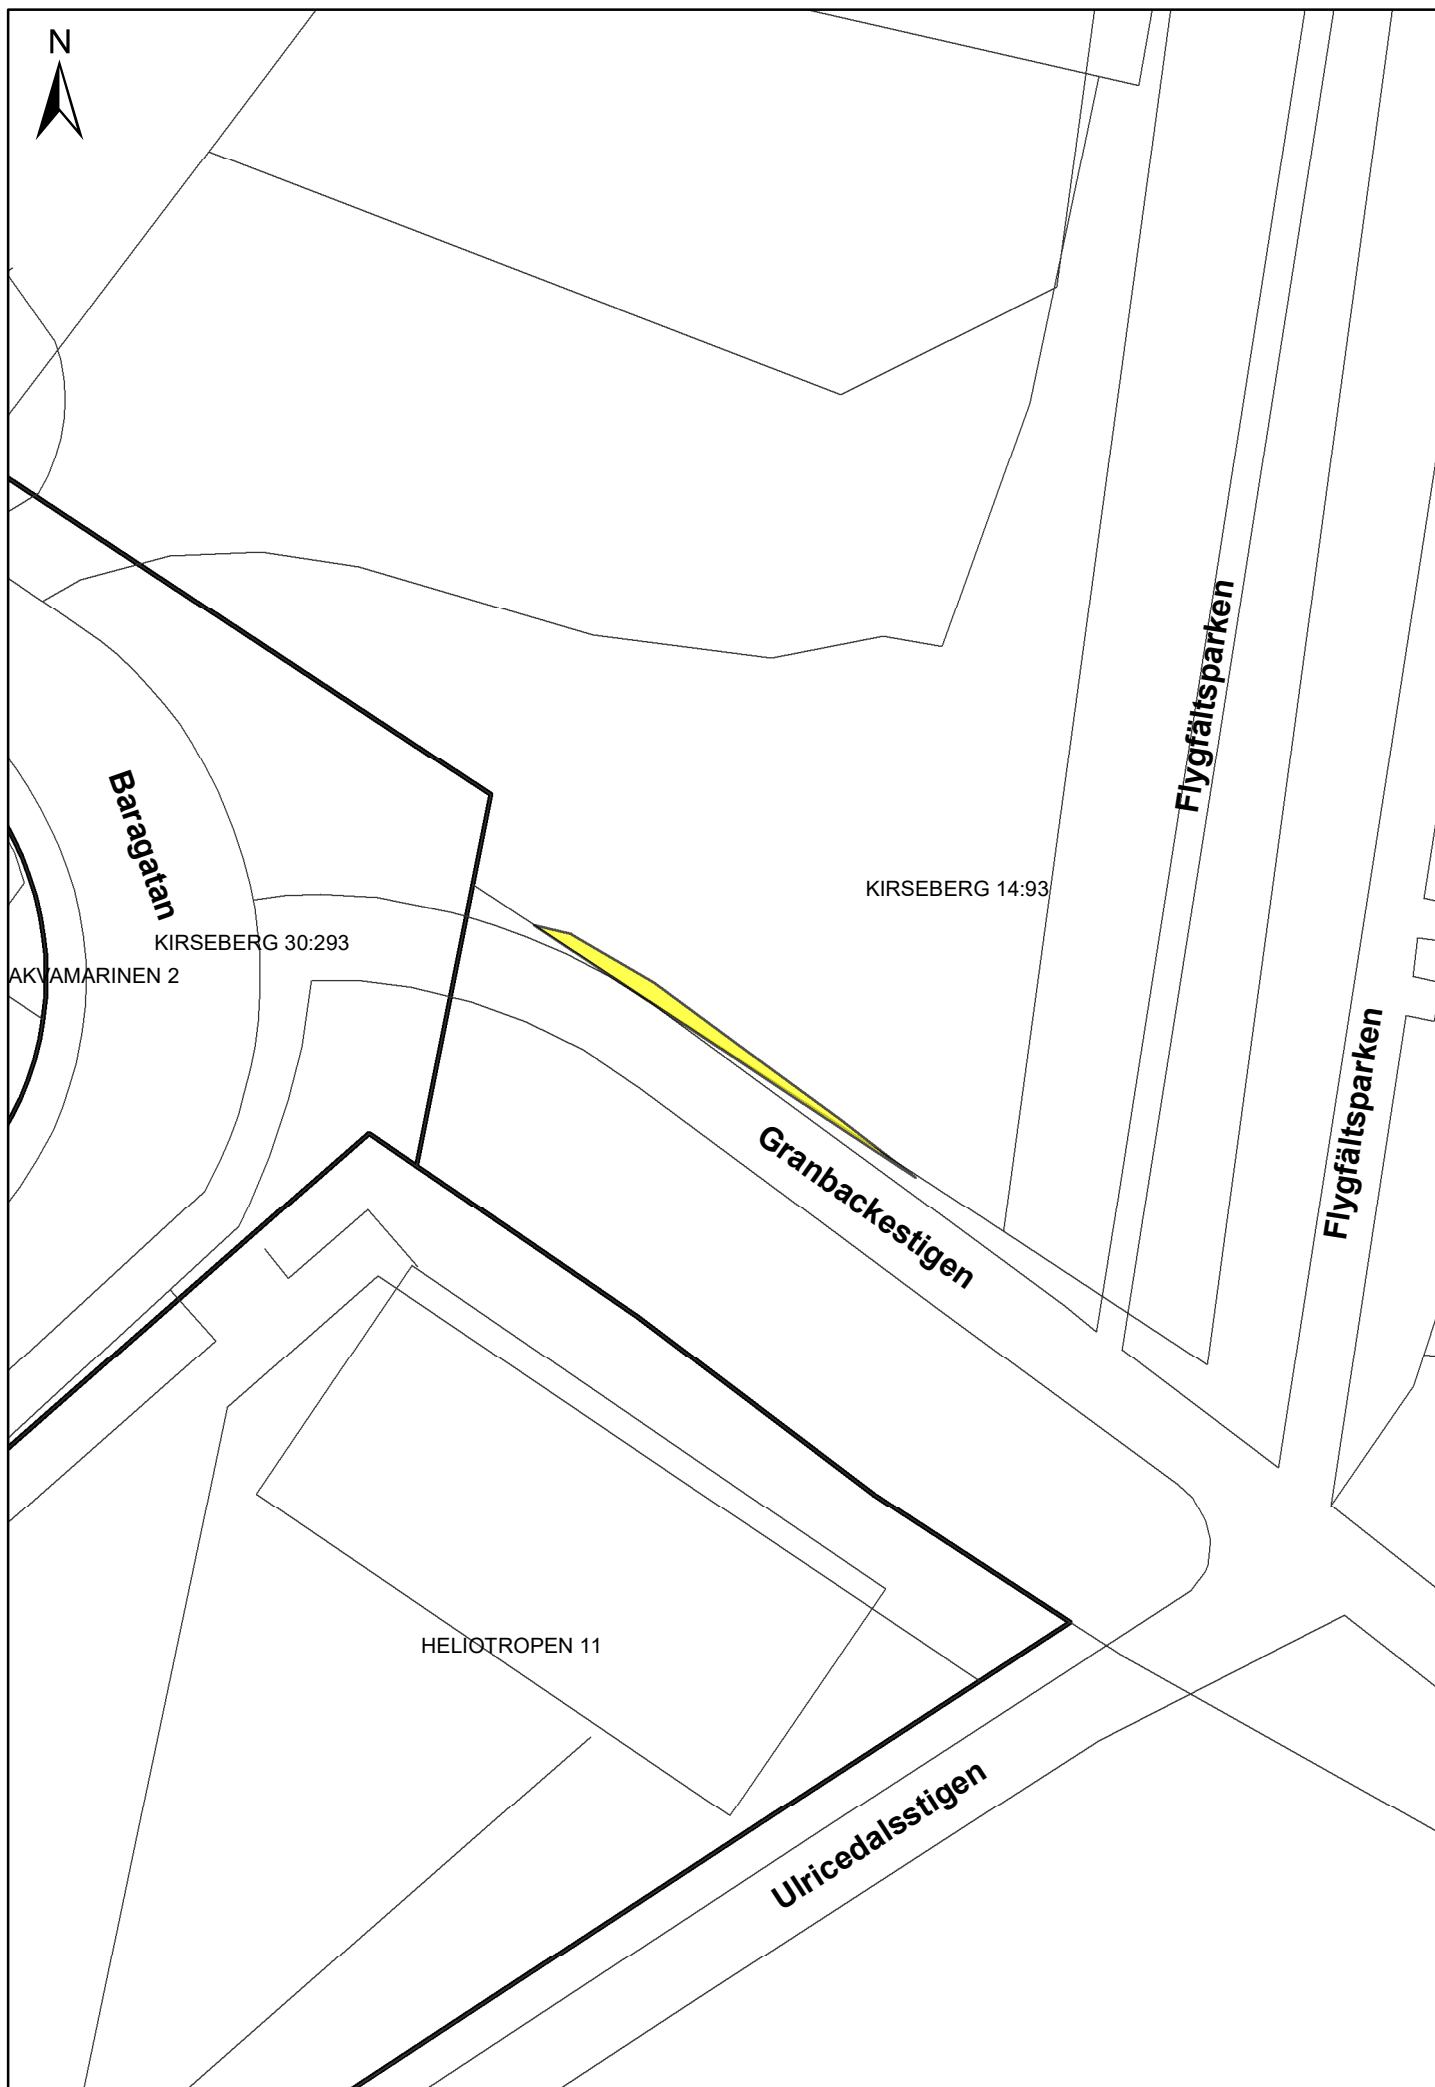 N
Flygfältsparken
Baragatan
KIRSEBERG 14:93
KIRSEBERG 30:293
AKVAMARINEN 2
Flygfältsparken
Granbackestigen
HELIOTROPEN 11
Ulricedalsstigen